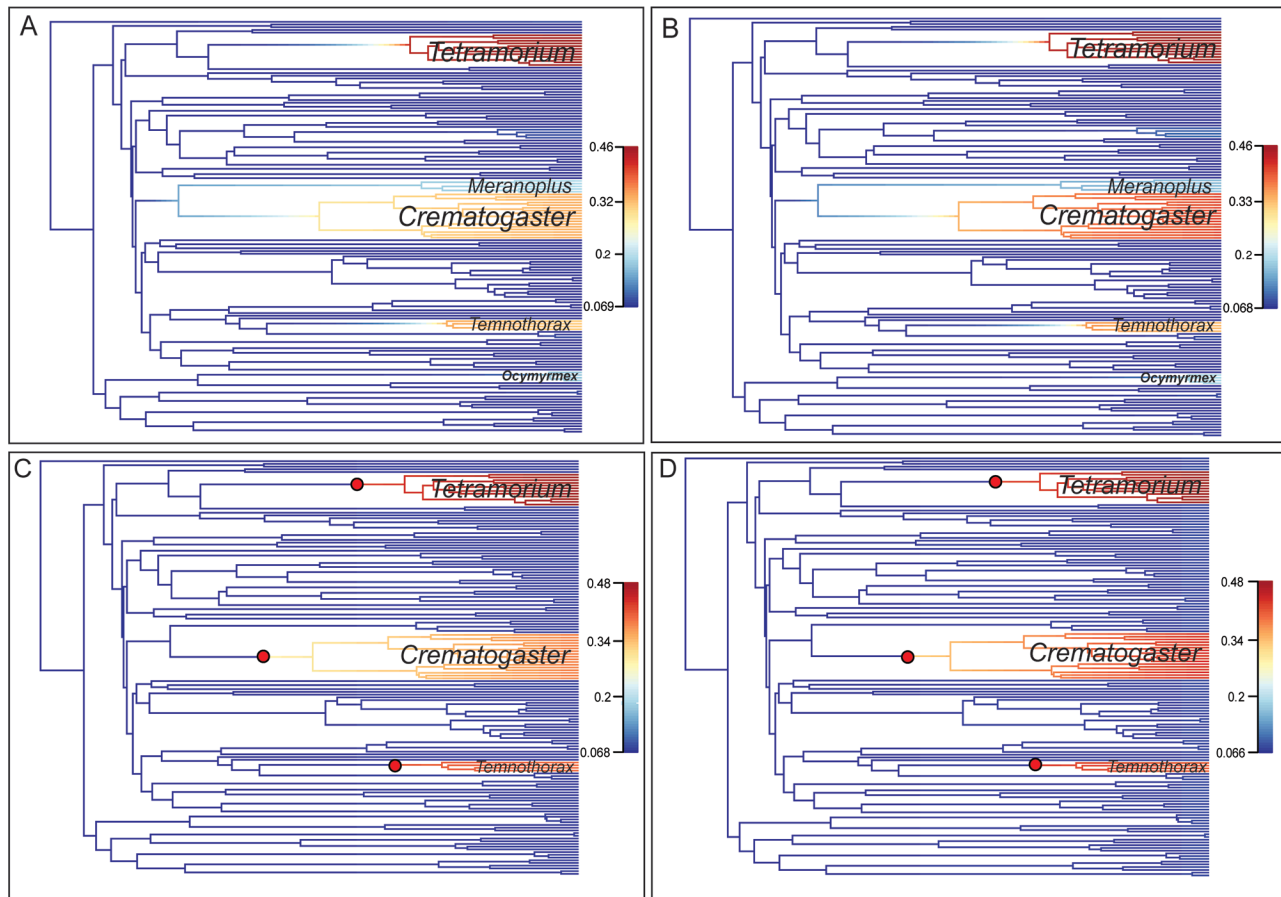 A
Tetramorium
0.46
Meranoplus
0.32
Crematogaster
0.2
0.069
Temnothorax
Ocymyrmex
B
Tetramorium
0.46
Meranoplus
0.33
Crematogaster
0.2
0.068
Temnothorax
Ocymyrmex
C
Tetramorium
0.48
0.34
Crematogaster
0.2
0.068
Temnothorax
D
Tetramorium
0.48
0.34
Crematogaster
0.2
0.066
Temnothorax